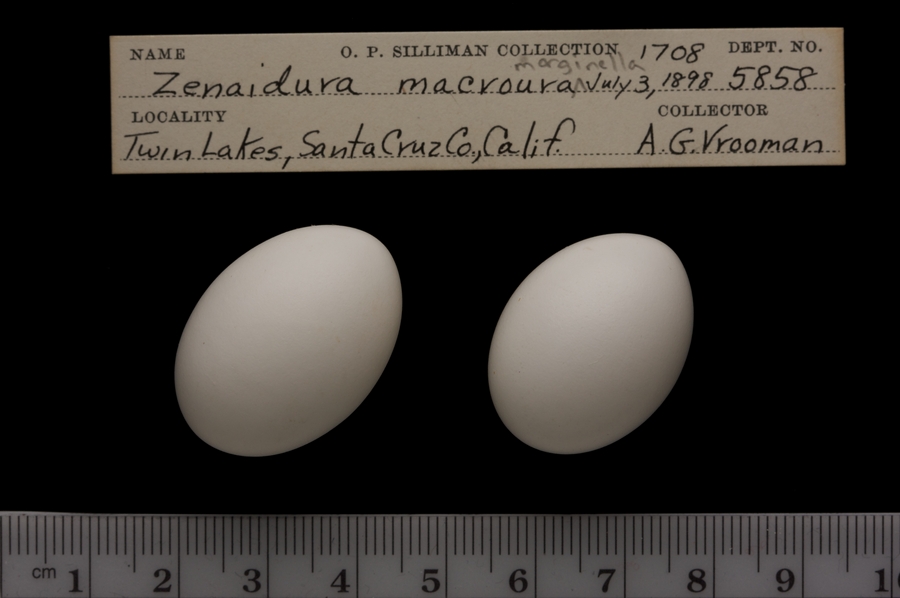 NAME O. P. SILLIMAN COLLECTION 1708 DEPT. NO.
marginella
Zenaidura macroura ^ July 3, 1898 5858
LOCALITY COLLECTOR
Twin Lakes, Santa Cruz Co., Calif. A. G. Vrooman
cm 1 2 3 4 5 6 7 8 9 1